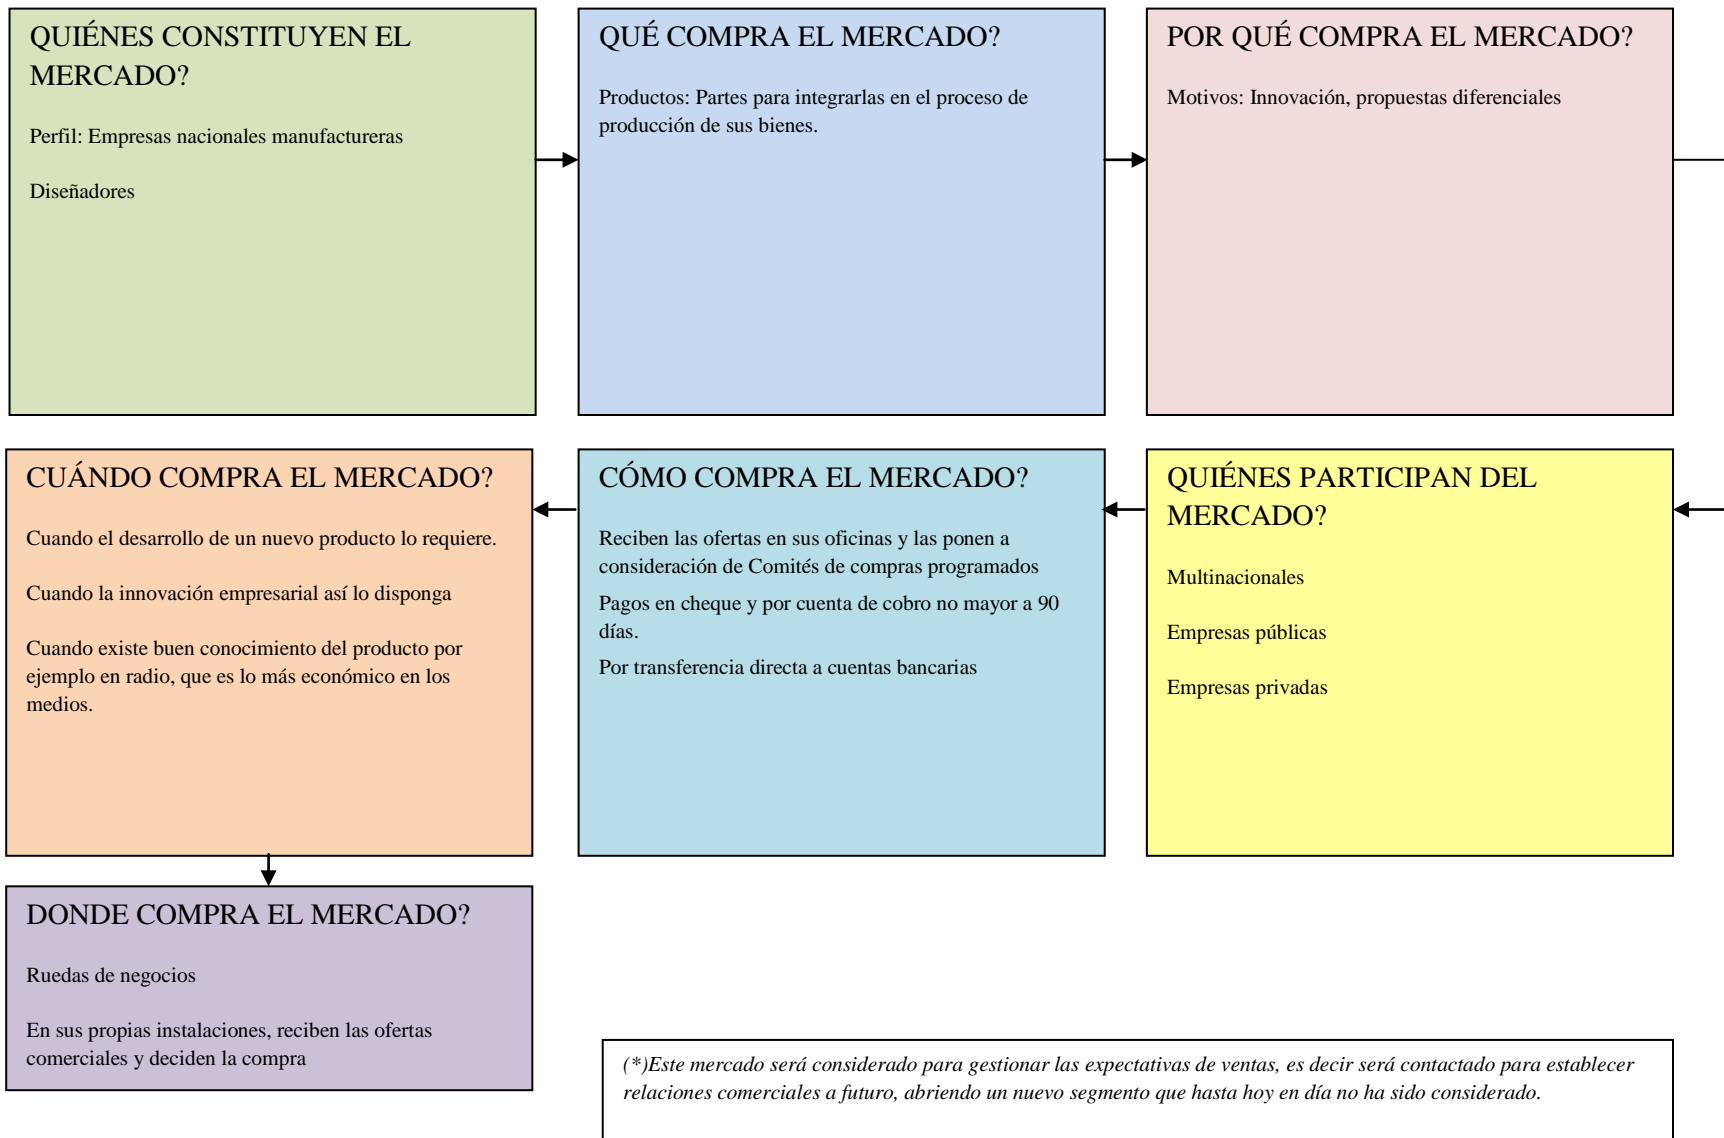 QUIÉNES CONSTITUYEN EL
MERCADO?
Perfil: Empresas nacionales manufactureras
Diseñadores
QUÉ COMPRA EL MERCADO?
Productos: Partes para integrarlas en el proceso de
producción de sus bienes.
POR QUÉ COMPRA EL MERCADO?
Motivos: Innovación, propuestas diferenciales
QUIÉNES PARTICIPAN DEL
MERCADO?
Multinacionales
Empresas públicas
Empresas privadas
CÓMO COMPRA EL MERCADO?
Reciben las ofertas en sus oficinas y las ponen a
consideración de Comités de compras programados
Pagos en cheque y por cuenta de cobro no mayor a 90
días.
Por transferencia directa a cuentas bancarias
CUÁNDO COMPRA EL MERCADO?
Cuando el desarrollo de un nuevo producto lo requiere.
Cuando la innovación empresarial así lo disponga
Cuando existe buen conocimiento del producto por
ejemplo en radio, que es lo más económico en los
medios.
DONDE COMPRA EL MERCADO?
Ruedas de negocios
En sus propias instalaciones, reciben las ofertas
comerciales y deciden la compra
(*)Este mercado será considerado para gestionar las expectativas de ventas, es decir será contactado para establecer
relaciones comerciales a futuro, abriendo un nuevo segmento que hasta hoy en día no ha sido considerado.